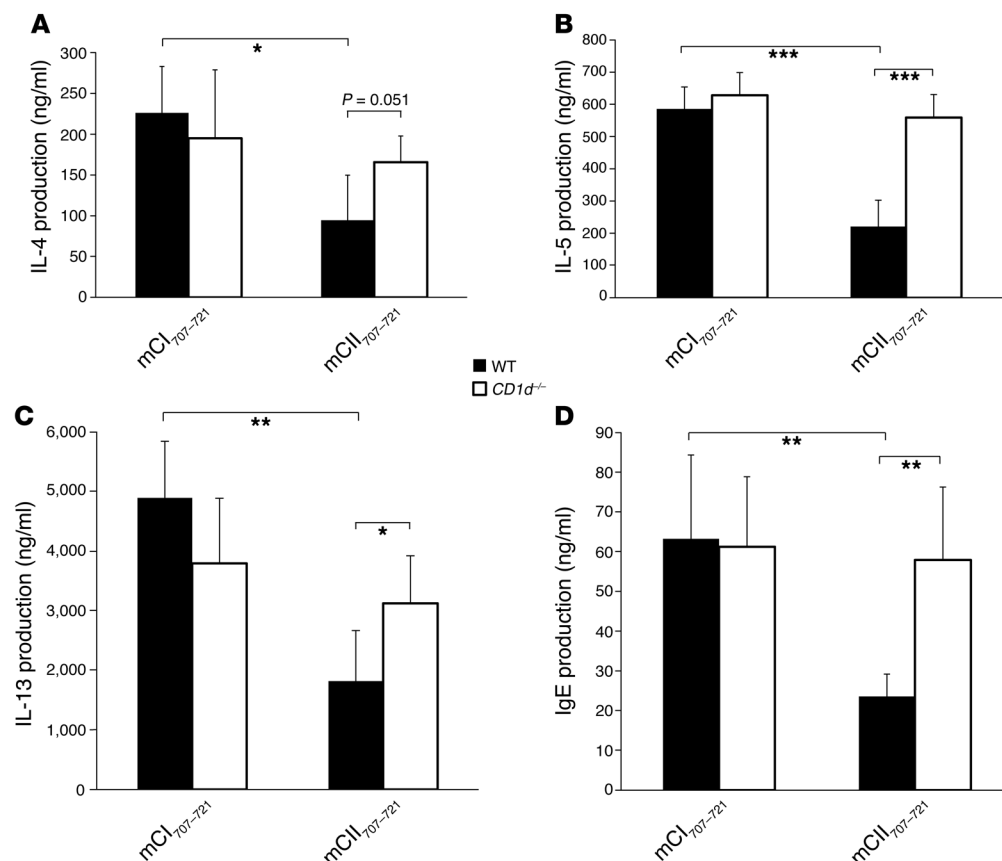 A
IL-4 production (ng/ml)
300
250
200
150
100
50
0
*
P = 0.051
mCI707–721
mCII707–721
B
IL-5 production (ng/ml)
800
700
600
500
400
300
200
100
0
***
***
mCI707–721
mCII707–721
WT
CD1d–/–
C
IL-13 production (ng/ml)
6,000
5,000
4,000
3,000
2,000
1,000
0
**
*
mCI707–721
mCII707–721
D
IgE production (ng/ml)
90
80
70
60
50
40
30
20
10
0
**
**
mCI707–721
mCII707–721